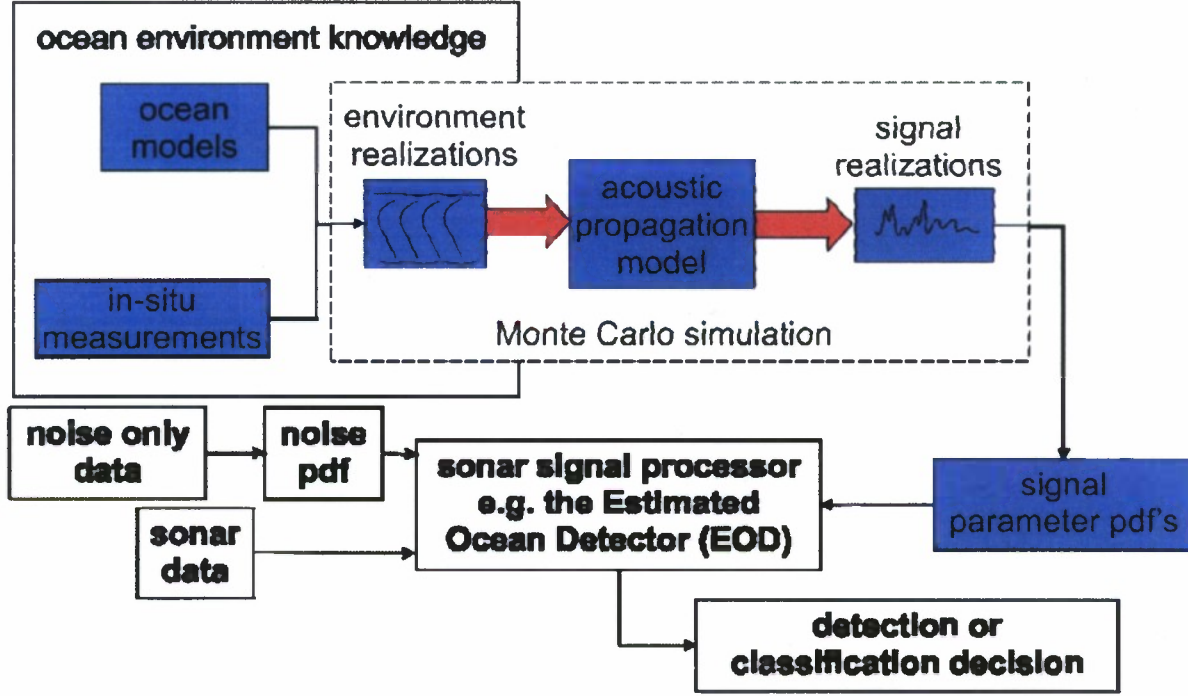 ocean environment knowledge
ocean
models
environment
realizations
signal
realizations
acoustic
propagation
model
in-situ
measurements
Monte Carlo simulation
noise only
data
noise
pdf
sonar signal processor
e.g. the Estimated
Ocean Detector (EOD)
signal
parameter pdf's
sonar
data
detection or
classification decision